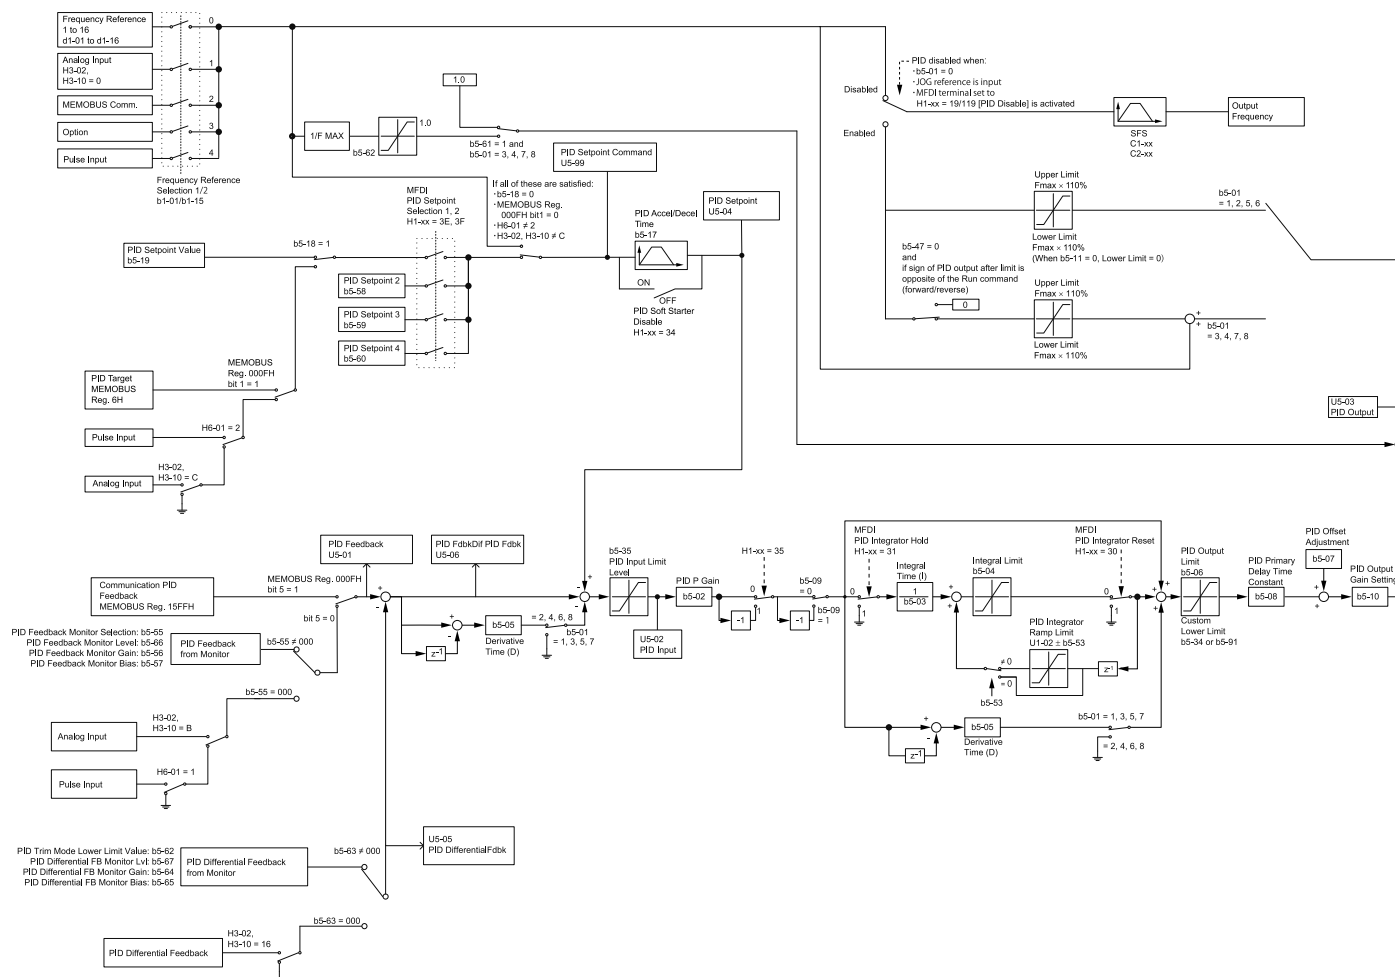 Frequency Reference
1 to 16
d1-01 to d1-16
0
Analog Input
H3-02,
H3-10 = 0
1
MEMOBUS Comm.
2
Option
3
Pulse Input
4
Frequency Reference
Selection 1/2
b1-01/b1-15
1.0
1/F MAX
1.0
b5-62
b5-61 = 1 and
b5-01 = 3, 4, 7, 8
PID Setpoint Command
U5-99
PID disabled when:
·b5-01 = 0
·JOG reference is input
·MFDI terminal set to
H1-xx = 19/119 [PID Disable] is activated
Disabled
Enabled
SFS
C1-xx
C2-xx
Output
Frequency
MFDI
PID Setpoint
Selection 1, 2
H1-xx = 3E, 3F
If all of these are satisfied:
·b5-18 = 0
·MEMOBUS Reg.
000FH bit1 = 0
·H6-01 ≠ 2
·H3-02, H3-10 ≠ C
PID Accel/Decel
Time
b5-17
PID Setpoint
U5-04
ON
OFF
PID Soft Starter
Disable
H1-xx = 34
Upper Limit
Fmax × 110%
Lower Limit
Fmax × 110%
(When b5-11 = 0, Lower Limit = 0)
b5-01
= 1, 2, 5, 6
b5-47 = 0
and
if sign of PID output after limit is
opposite of the Run command
(forward/reverse)
0
Upper Limit
Fmax × 110%
Lower Limit
Fmax × 110%
+
+
b5-01
= 3, 4, 7, 8
PID Setpoint Value
b5-19
b5-18 = 1
PID Setpoint 2
b5-58
PID Setpoint 3
b5-59
PID Setpoint 4
b5-60
PID Target
MEMOBUS
Reg. 6H
MEMOBUS
Reg. 000FH
bit 1 = 1
Pulse Input
H6-01 = 2
Analog Input
H3-02,
H3-10 = C
U5-03
PID Output
PID Feedback
U5-01
PID FdbkDif PID Fdbk
U5-06
Communication PID
Feedback
MEMOBUS Reg. 15FFH
MEMOBUS Reg. 000FH
bit 5 = 1
bit 5 = 0
PID Feedback Monitor Selection: b5-55
PID Feedback Monitor Level: b5-66
PID Feedback Monitor Gain: b5-56
PID Feedback Monitor Bias: b5-57
PID Feedback
from Monitor
b5-55 ≠ 000
b5-55 = 000
+
-
+
-
z-1
b5-05
Derivative
Time (D)
= 2, 4, 6, 8
b5-01
= 1, 3, 5, 7
+
-
-
b5-35
PID Input Limit
Level
U5-02
PID Input
PID P Gain
b5-02
H1-xx = 35
0
1
-1
b5-09
= 0
-1
b5-09
= 1
MFDI
PID Integrator Hold
H1-xx = 31
0
1
Integral
Time (I)
1
b5-03
+
+
Integral Limit
b5-04
MFDI
PID Integrator Reset
H1-xx = 30
0
1
PID Integrator
Ramp Limit
U1-02 ± b5-53
z-1
≠ 0
= 0
b5-53
+
-
z-1
b5-05
Derivative
Time (D)
b5-01 = 1, 3, 5, 7
= 2, 4, 6, 8
+
+
+
PID Output
Limit
b5-06
Custom
Lower Limit
b5-34 or b5-91
PID Primary
Delay Time
Constant
b5-08
PID Offset
Adjustment
b5-07
+
+
PID Output
Gain Setting
b5-10
Analog Input
H3-02,
H3-10 = B
Pulse Input
H6-01 = 1
PID Trim Mode Lower Limit Value: b5-62
PID Differential FB Monitor Lvl: b5-67
PID Differential FB Monitor Gain: b5-64
PID Differential FB Monitor Bias: b5-65
PID Differential Feedback
from Monitor
b5-63 ≠ 000
U5-05
PID DifferentialFdbk
b5-63 = 000
PID Differential Feedback
H3-02,
H3-10 = 16